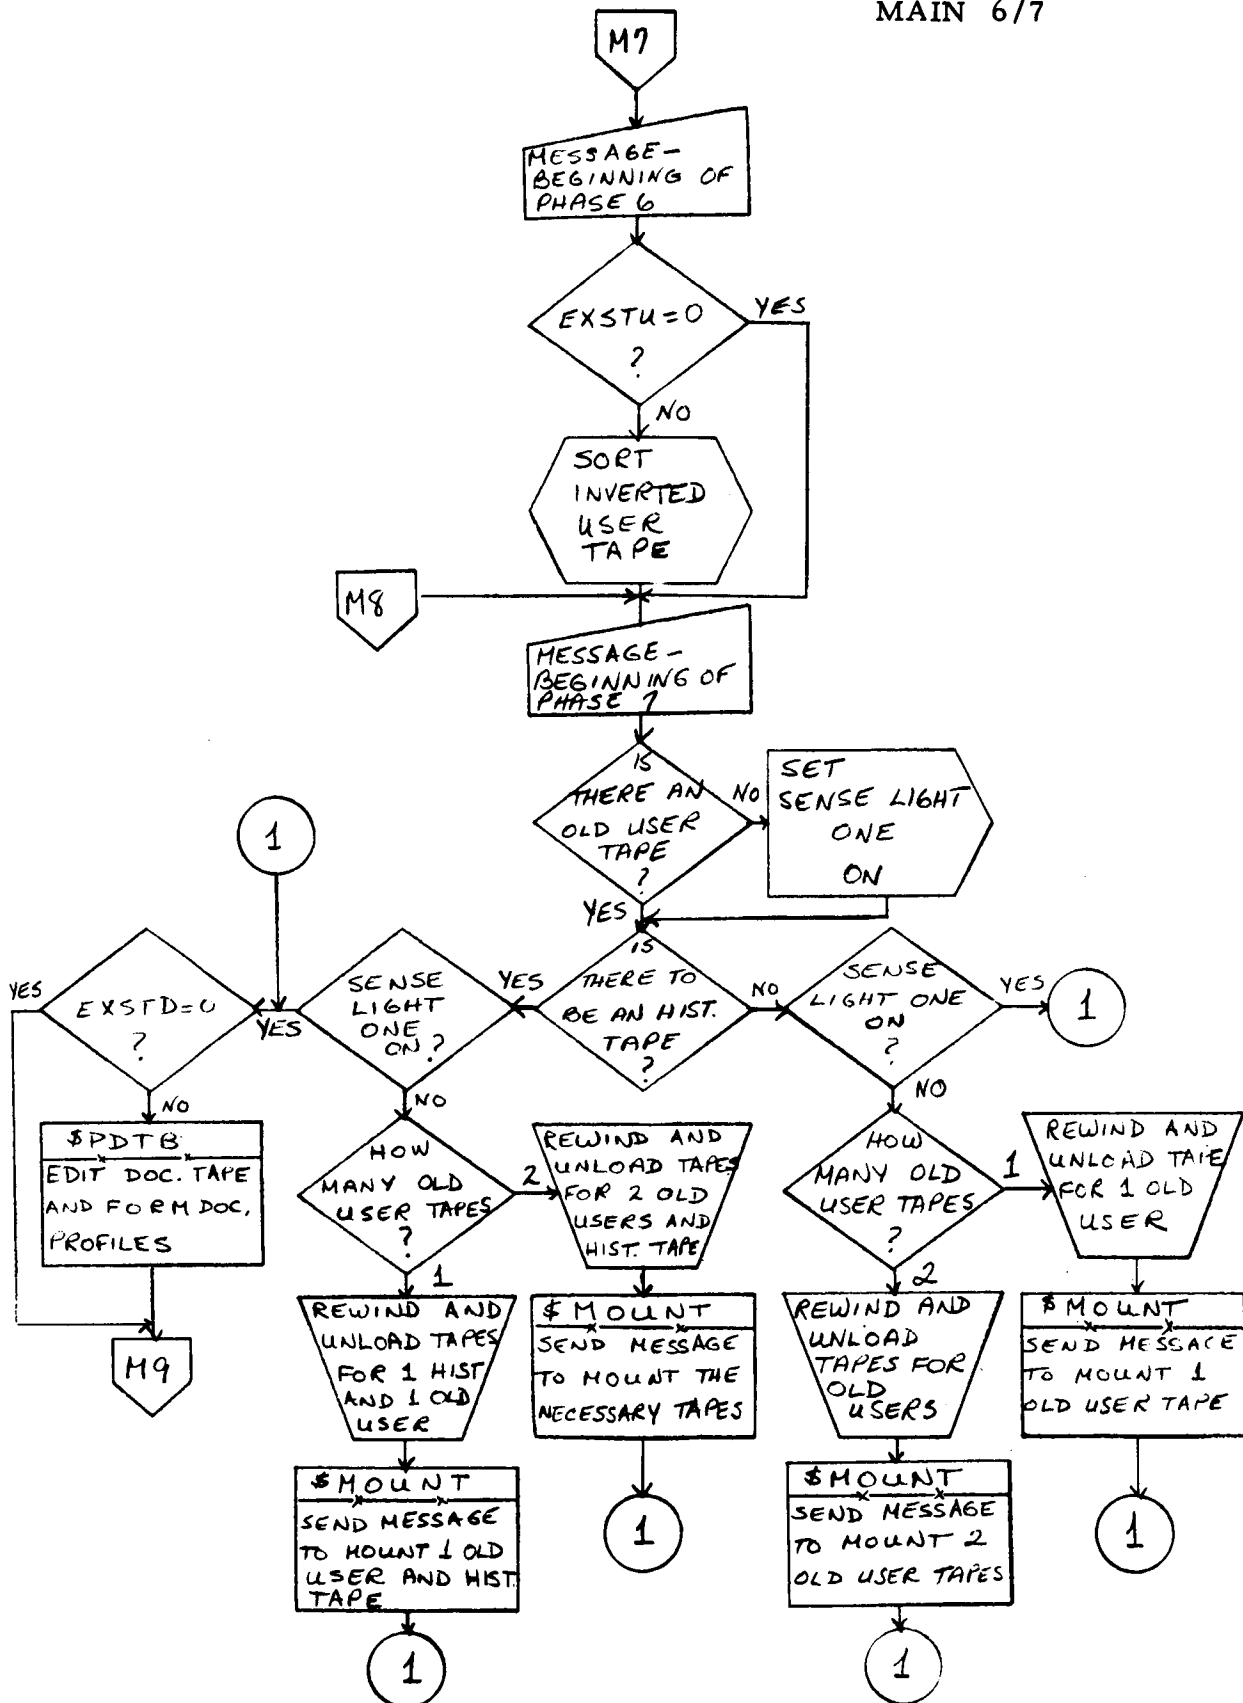 MAIN 6/7
M7
MESSAGE-
BEGINNING OF
PHASE 6
EXSTU=0
?
YES
NO
SORT
INVERTED
USER
TAPE
M8
MESSAGE-
BEGINNING OF
PHASE 7
IS
THERE AN
OLD USER
TAPE
?
NO
SET
SENSE LIGHT
ONE
ON
1
YES
IS
THERE TO
BE AN HIST.
TAPE
?
YES
NO
SENSE
LIGHT ONE
ON
?
YES
1
SENSE
LIGHT
ONE
ON?
YES
EXSTD=0
?
YES
NO
$PDTB
EDIT DOC. TAPE
AND FORM DOC.
PROFILES
M9
NO
HOW
MANY OLD
USER TAPES
?
2
REWIND AND
UNLOAD TAPES
FOR 2 OLD
USERS AND
HIST. TAPE
$MOUNT
SEND MESSAGE
TO MOUNT THE
NECESSARY TAPES
1
1
REWIND AND
UNLOAD TAPES
FOR 1 HIST
AND 1 OLD
USER
$MOUNT
SEND MESSAGE
TO MOUNT 1 OLD
USER AND HIST.
TAPE
1
NO
HOW
MANY OLD
USER TAPES
?
1
REWIND AND
UNLOAD TAPE
FOR 1 OLD
USER
$MOUNT
SEND MESSAGE
TO MOUNT 1
OLD USER TAPE
1
2
REWIND AND
UNLOAD
TAPES FOR
OLD
USERS
$MOUNT
SEND MESSAGE
TO MOUNT 2
OLD USER TAPES
1